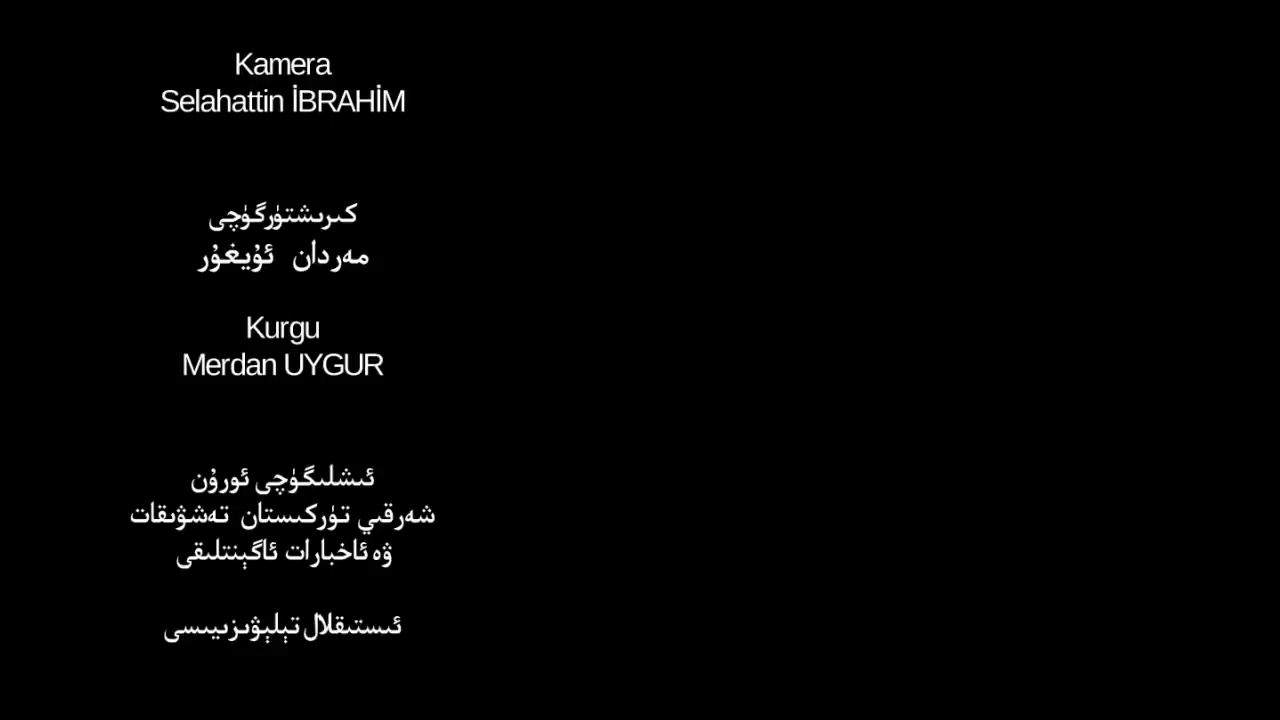 Kamera
Selahattin İBRAHİM
كىرىشتۈرگۈچى
مەردان ئۇيغۇر
Kurgu
Merdan UYGUR
ئىشلىگۈچى ئورۇن
شەرقىي تۈركىستان تەشۋىقات
ۋە ئاخبارات ئاگېنتلىقى
ئىستىقلال تېلېۋىزىيىسى